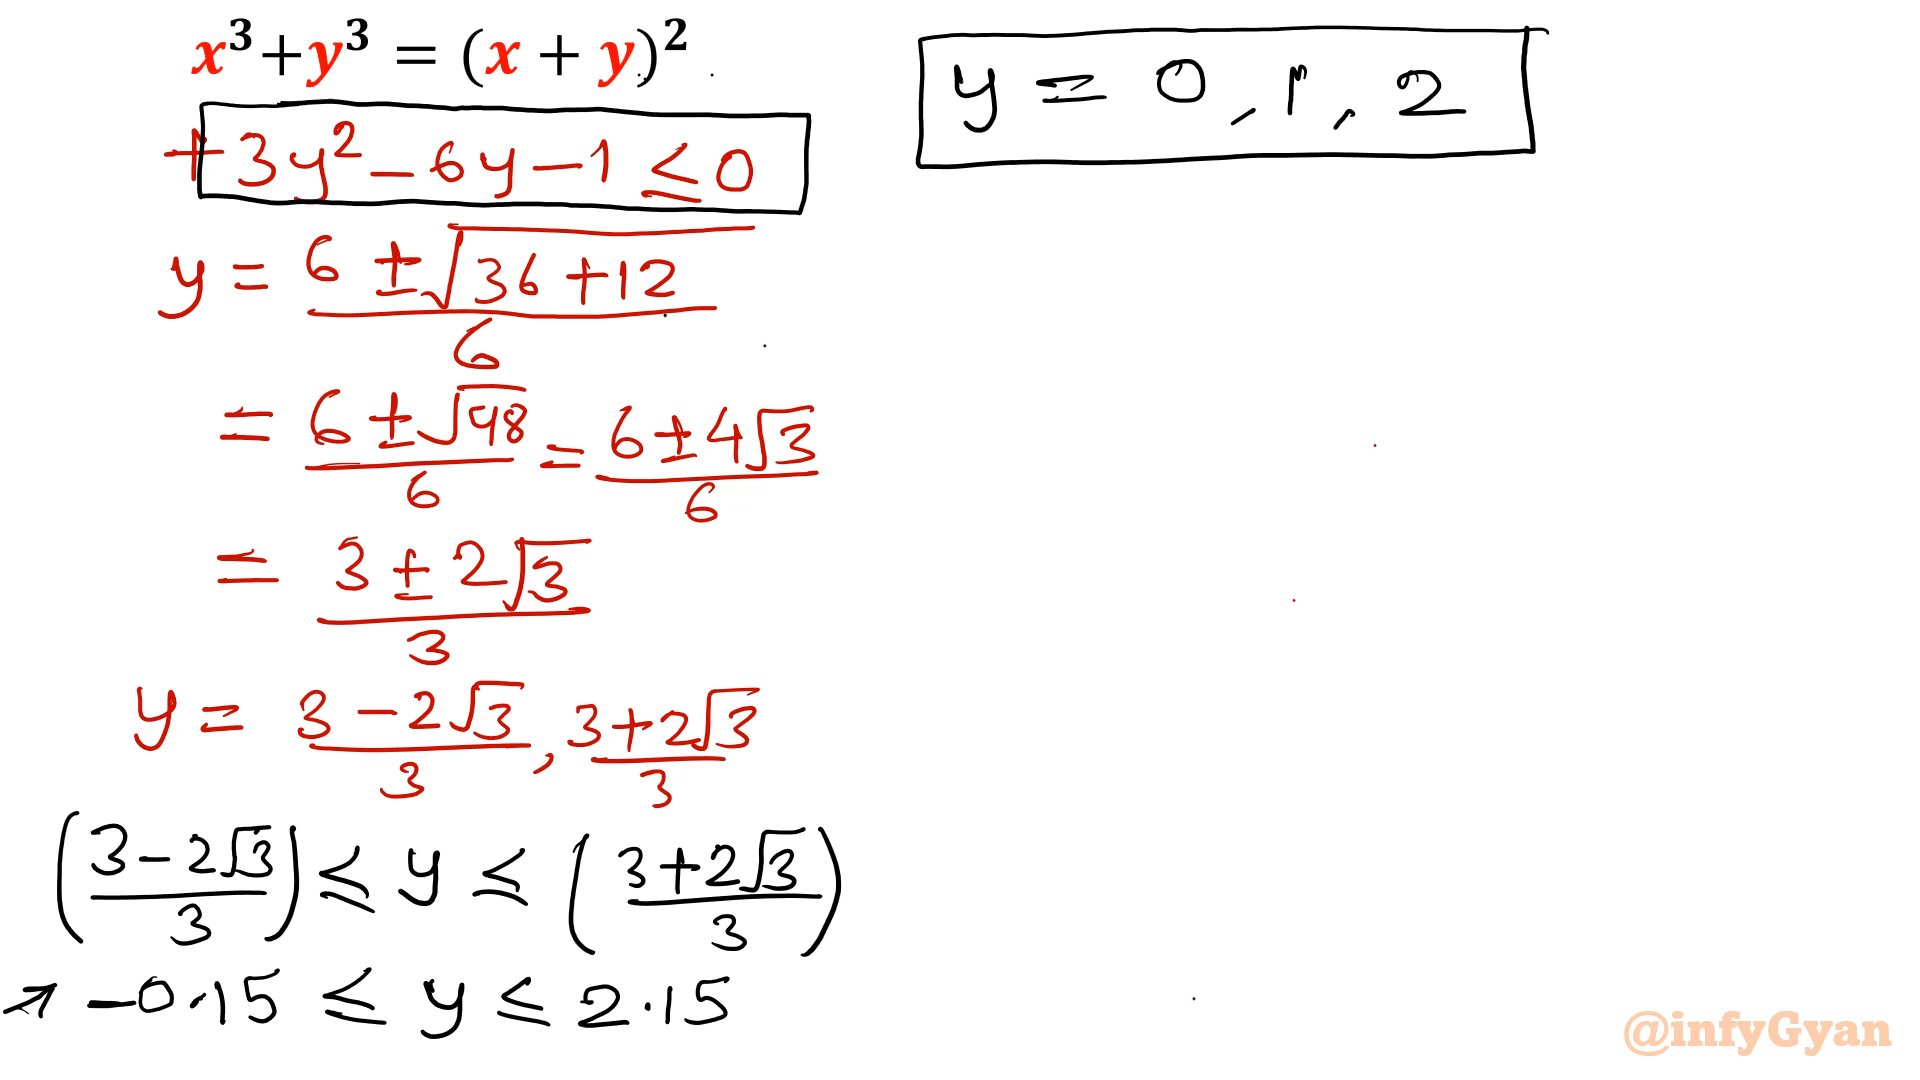 x³+y³ = (x + y)²
+3y² – 6y – 1 ≤ 0
y = (6 ± √(36 + 12))/6
= (6 ± √48)/6 = (6 ± 4√3)/6
= (3 ± 2√3)/3
y = (3 – 2√3)/3 , (3 + 2√3)/3
((3 – 2√3)/3) ≤ y ≤ ((3 + 2√3)/3)
→ –0.15 ≤ y ≤ 2.15
y = 0 , 1 , 2
@infyGyan